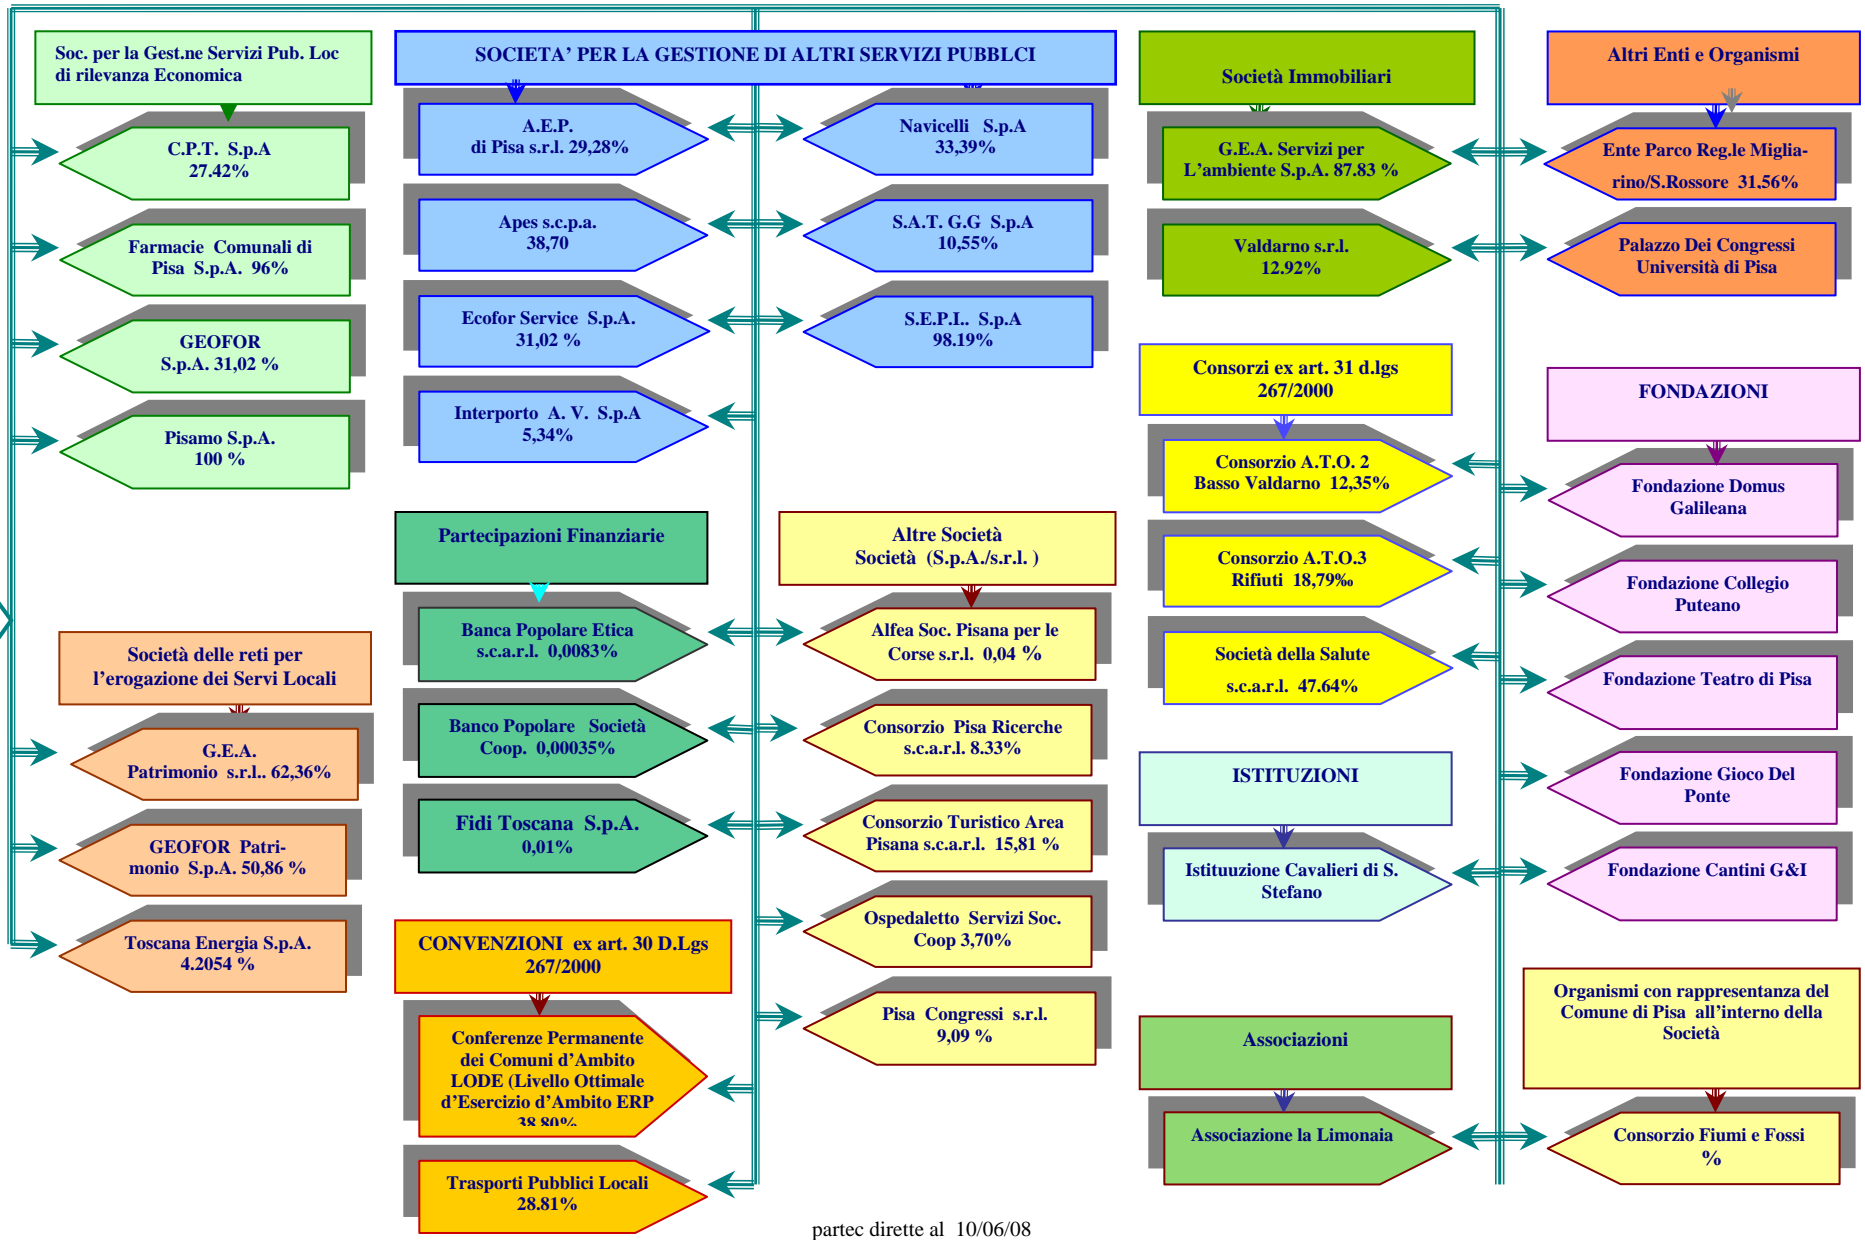 Soc. per la Gest.ne Servizi Pub. Loc
di rilevanza Economica
C.P.T. S.p.A
27.42%
Farmacie Comunali di
Pisa S.p.A. 96%
GEOFOR
S.p.A. 31,02 %
Pisamo S.p.A.
100 %
Società delle reti per
l'erogazione dei Servi Locali
G.E.A.
Patrimonio s.r.l.. 62,36%
GEOFOR Patri-
monio S.p.A. 50,86 %
Toscana Energia S.p.A.
4.2054 %
SOCIETA' PER LA GESTIONE DI ALTRI SERVIZI PUBBLCI
A.E.P.
di Pisa s.r.l. 29,28%
Apes s.c.p.a.
38,70
Ecofor Service S.p.A.
31,02 %
Interporto A. V. S.p.A
5,34%
Navicelli S.p.A
33,39%
S.A.T. G.G S.p.A
10,55%
S.E.P.I.. S.p.A
98.19%
Partecipazioni Finanziarie
Banca Popolare Etica
s.c.a.r.l. 0,0083%
Banco Popolare Società
Coop. 0,00035%
Fidi Toscana S.p.A.
0,01%
CONVENZIONI ex art. 30 D.Lgs
267/2000
Conferenze Permanente
dei Comuni d'Ambito
LODE (Livello Ottimale
d'Esercizio d'Ambito ERP
38.80%
Trasporti Pubblici Locali
28.81%
Altre Società
Società (S.p.A./s.r.l. )
Alfea Soc. Pisana per le
Corse s.r.l. 0,04 %
Consorzio Pisa Ricerche
s.c.a.r.l. 8.33%
Consorzio Turistico Area
Pisana s.c.a.r.l. 15,81 %
Ospedaletto Servizi Soc.
Coop 3,70%
Pisa Congressi s.r.l.
9,09 %
Società Immobiliari
G.E.A. Servizi per
L'ambiente S.p.A. 87.83 %
Valdarno s.r.l.
12.92%
Consorzi ex art. 31 d.lgs
267/2000
Consorzio A.T.O. 2
Basso Valdarno 12,35%
Consorzio A.T.O.3
Rifiuti 18,79‰
Società della Salute
s.c.a.r.l. 47.64%
ISTITUZIONI
Istituuzione Cavalieri di S.
Stefano
Associazioni
Associazione la Limonaia
Altri Enti e Organismi
Ente Parco Reg.le Miglia-
rino/S.Rossore 31,56%
Palazzo Dei Congressi
Università di Pisa
FONDAZIONI
Fondazione Domus
Galileana
Fondazione Collegio
Puteano
Fondazione Teatro di Pisa
Fondazione Gioco Del
Ponte
Fondazione Cantini G&I
Organismi con rappresentanza del
Comune di Pisa all'interno della
Società
Consorzio Fiumi e Fossi
%
partec dirette al 10/06/08